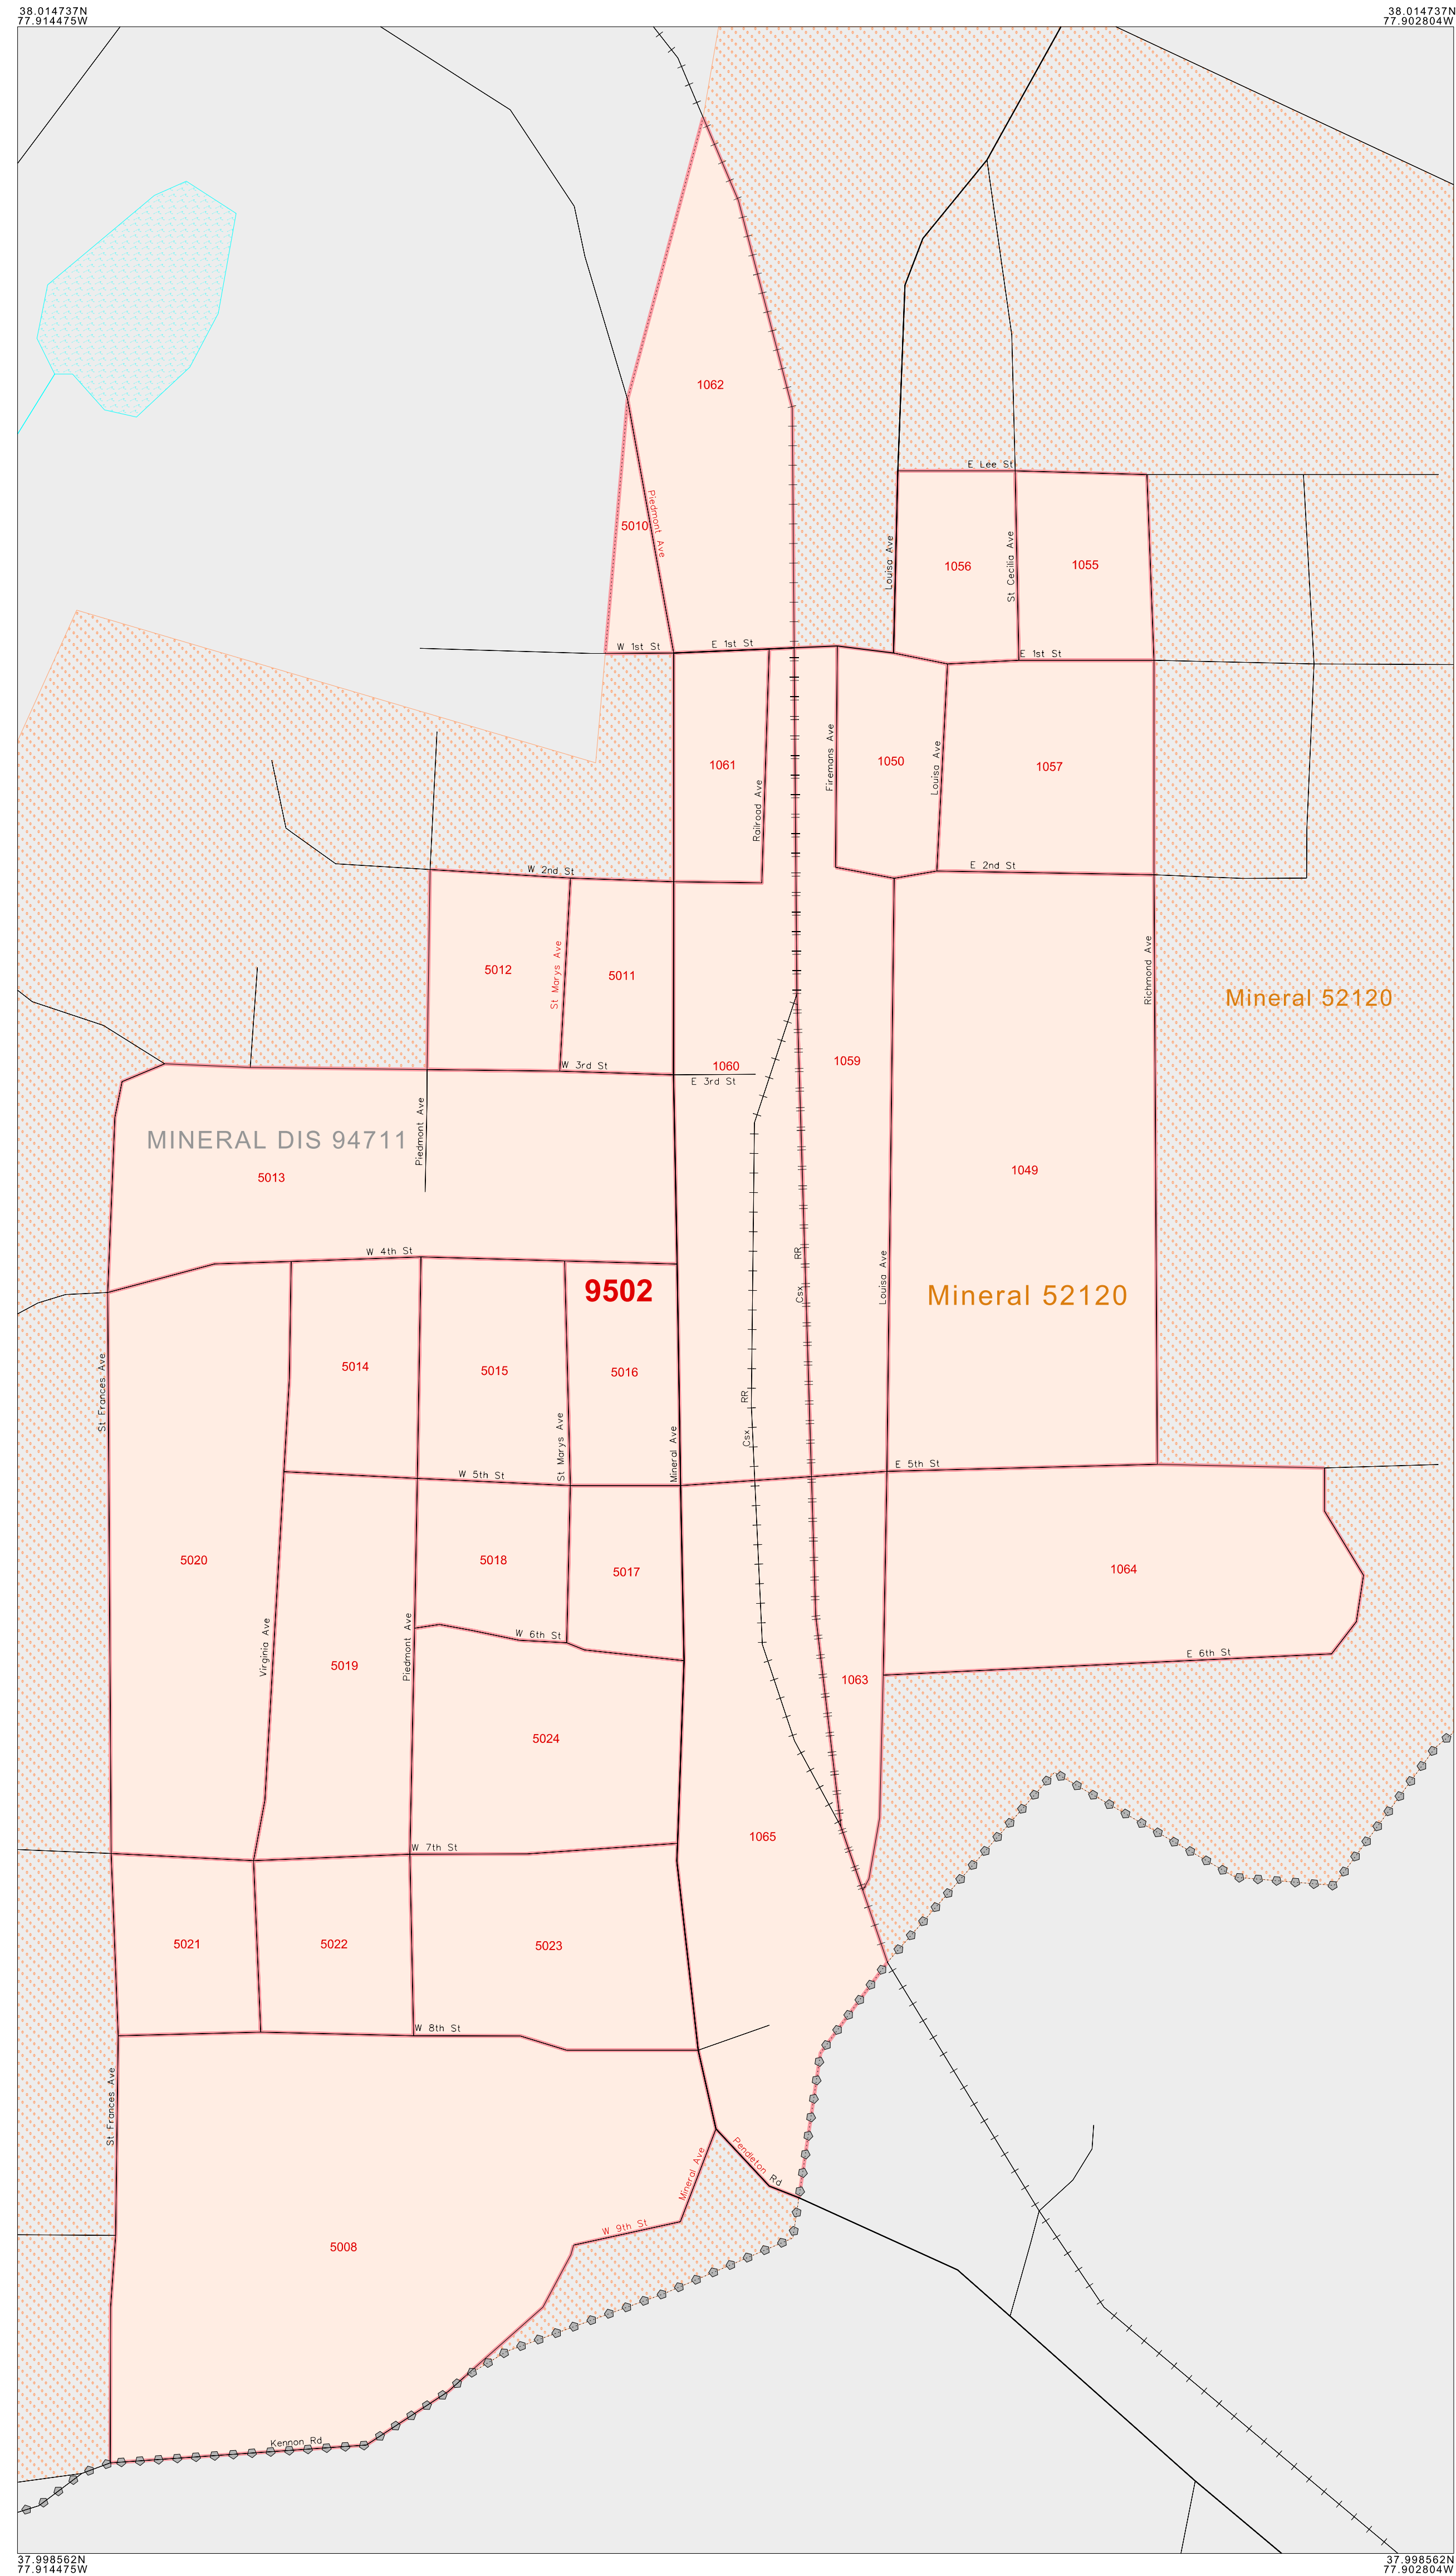 38.014737N
77.914475W
38.014737N
77.902804W
1062
E Lee St
5010
Piedmont Ave
Louisa Ave
1056
St Cecilia Ave
1055
W 1st St
E 1st St
E 1st St
1061
Railroad Ave
Firemans Ave
1050
Louisa Ave
1057
W 2nd St
E 2nd St
5012
St Marys Ave
5011
Richmond Ave
Mineral 52120
W 3rd St
1060
E 3rd St
1059
MINERAL DIS 94711
Piedmont Ave
5013
1049
W 4th St
9502
Csx RR
Louisa Ave
Mineral 52120
St Frances Ave
5014
5015
St Marys Ave
5016
Mineral Ave
Csx RR
W 5th St
E 5th St
5020
5018
5017
1064
Virginia Ave
5019
Piedmont Ave
W 6th St
E 6th St
1063
5024
W 7th St
1065
5021
5022
5023
W 8th St
St Frances Ave
Mineral Ave
Pendleton Rd
W 9th St
5008
Kennon Rd
37.998562N
77.914475W
37.998562N
77.902804W